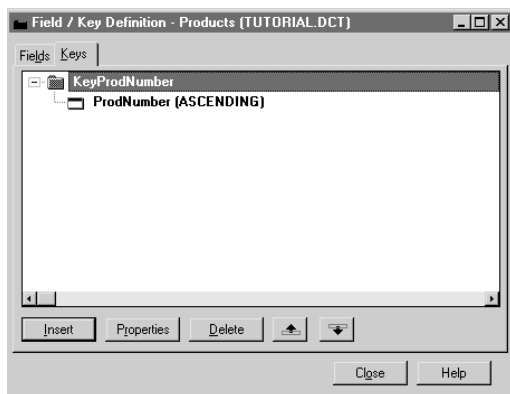 Field / Key Definition - Products (TUTORIAL.DCT)
Fields Keys
KeyProdNumber
ProdNumber (ASCENDING)
Insert Properties Delete
Close Help